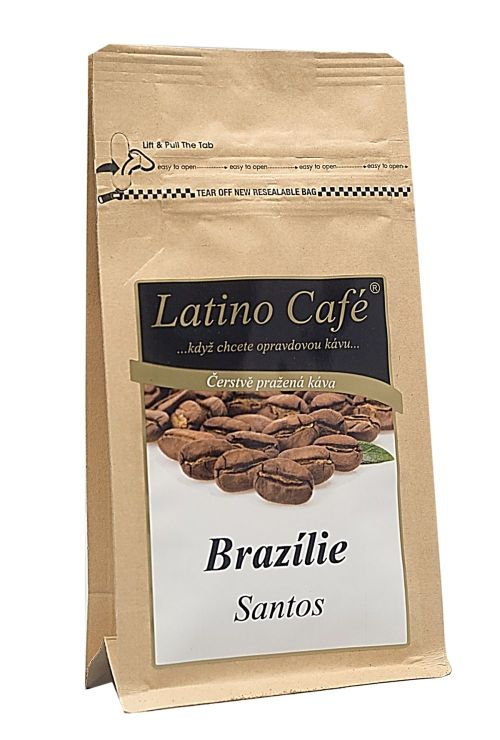 Lift & Pull The Tab
easy to open easy to open easy to open easy to open
TEAR OFF NEW RESEALABLE BAG
Latino Café®
...když chcete opravdovou kávu...
Čerstvě pražená káva
Brazílie
Santos